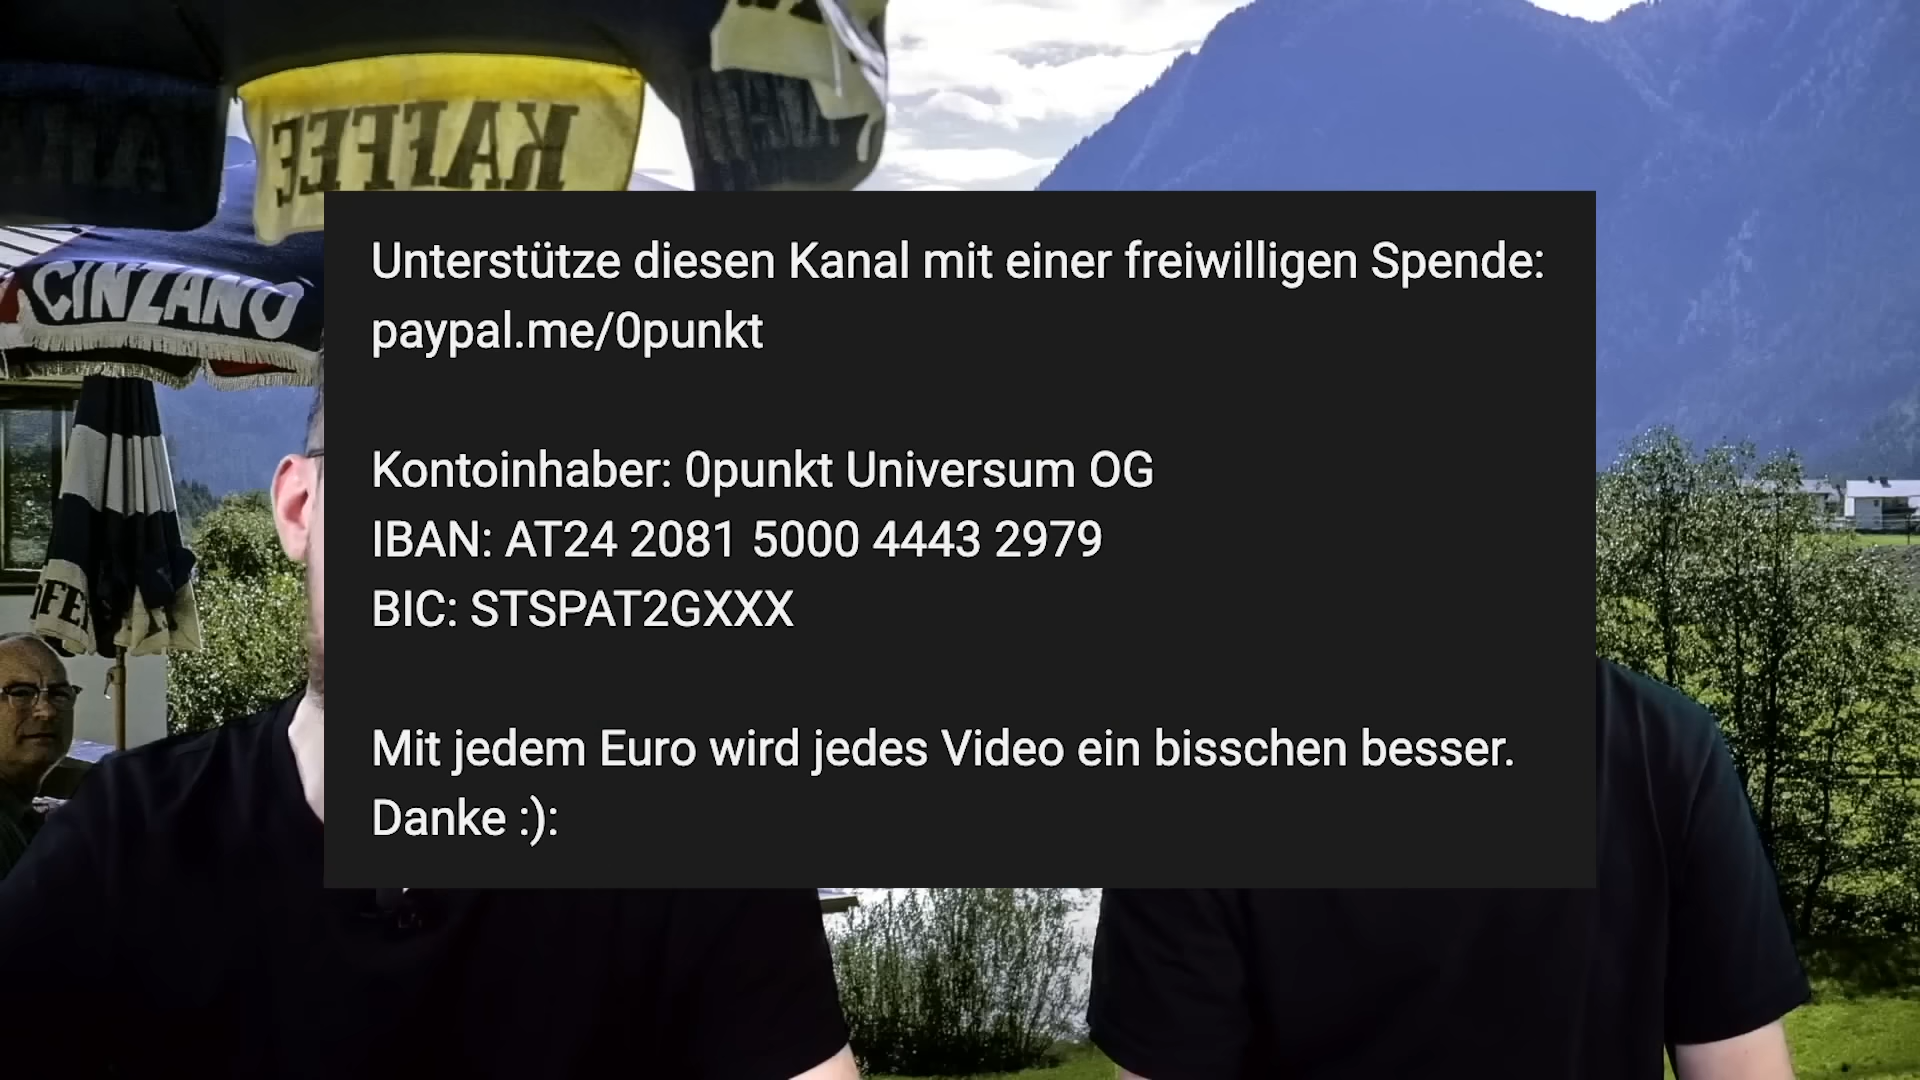 KAFFEE
CINZANO
Unterstütze diesen Kanal mit einer freiwilligen Spende:
paypal.me/0punkt
Kontoinhaber: 0punkt Universum OG
IBAN: AT24 2081 5000 4443 2979
BIC: STSPAT2GXXX
Mit jedem Euro wird jedes Video ein bisschen besser.
Danke :):